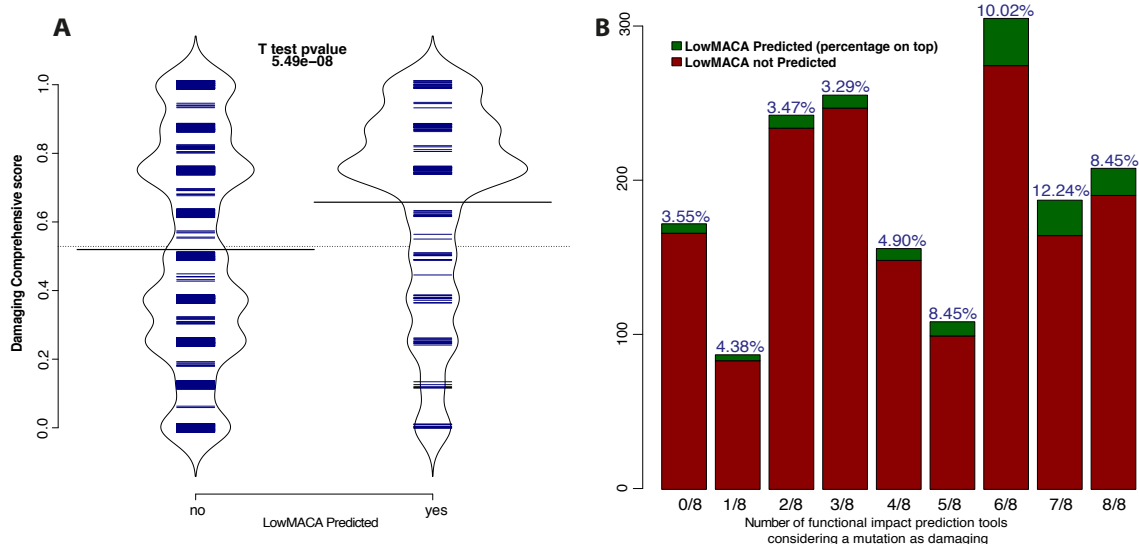 A
T test pvalue
5.49e−08
Damaging Comprehensive score
1.0
0.8
0.6
0.4
0.2
0.0
no
yes
LowMACA Predicted
B
LowMACA Predicted (percentage on top)
LowMACA not Predicted
300
200
100
0
3.55%
4.38%
3.47%
3.29%
4.90%
8.45%
10.02%
12.24%
8.45%
0/8
1/8
2/8
3/8
4/8
5/8
6/8
7/8
8/8
Number of functional impact prediction tools
considering a mutation as damaging